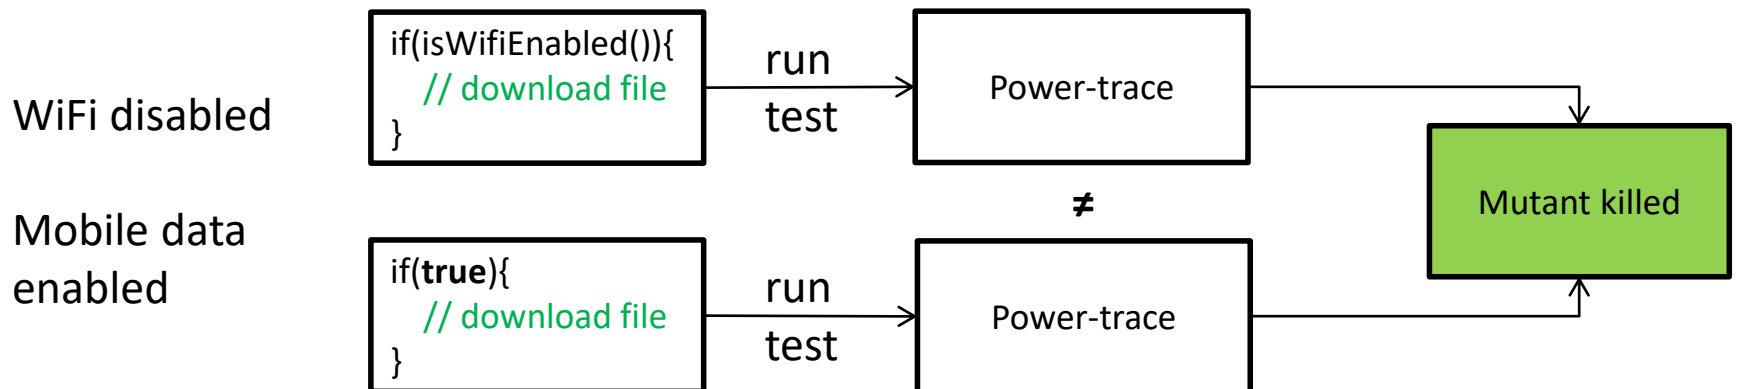 WiFi disabled
Mobile data
enabled
if(isWifiEnabled()){
// download file
}
run
test
Power-trace
≠
if(true){
// download file
}
run
test
Power-trace
Mutant killed